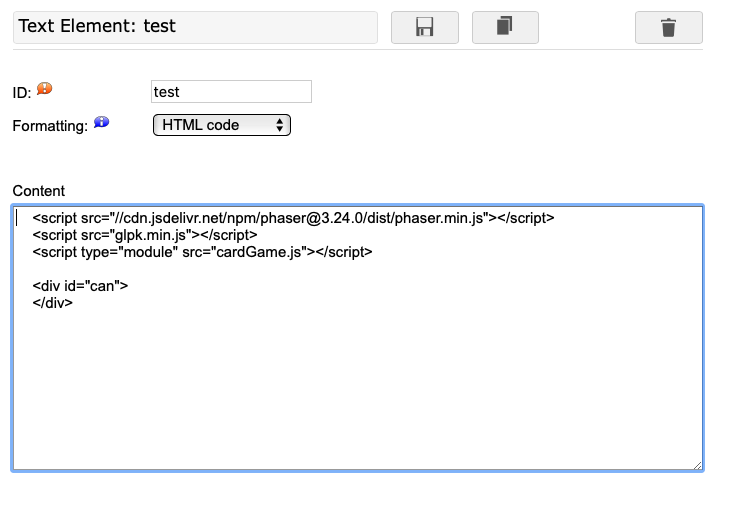 Text Element: test
ID:
test
Formatting:
HTML code
Content
<script src="//cdn.jsdelivr.net/npm/phaser@3.24.0/dist/phaser.min.js"></script>
<script src="glpk.min.js"></script>
<script type="module" src="cardGame.js"></script>
<div id="can">
</div>